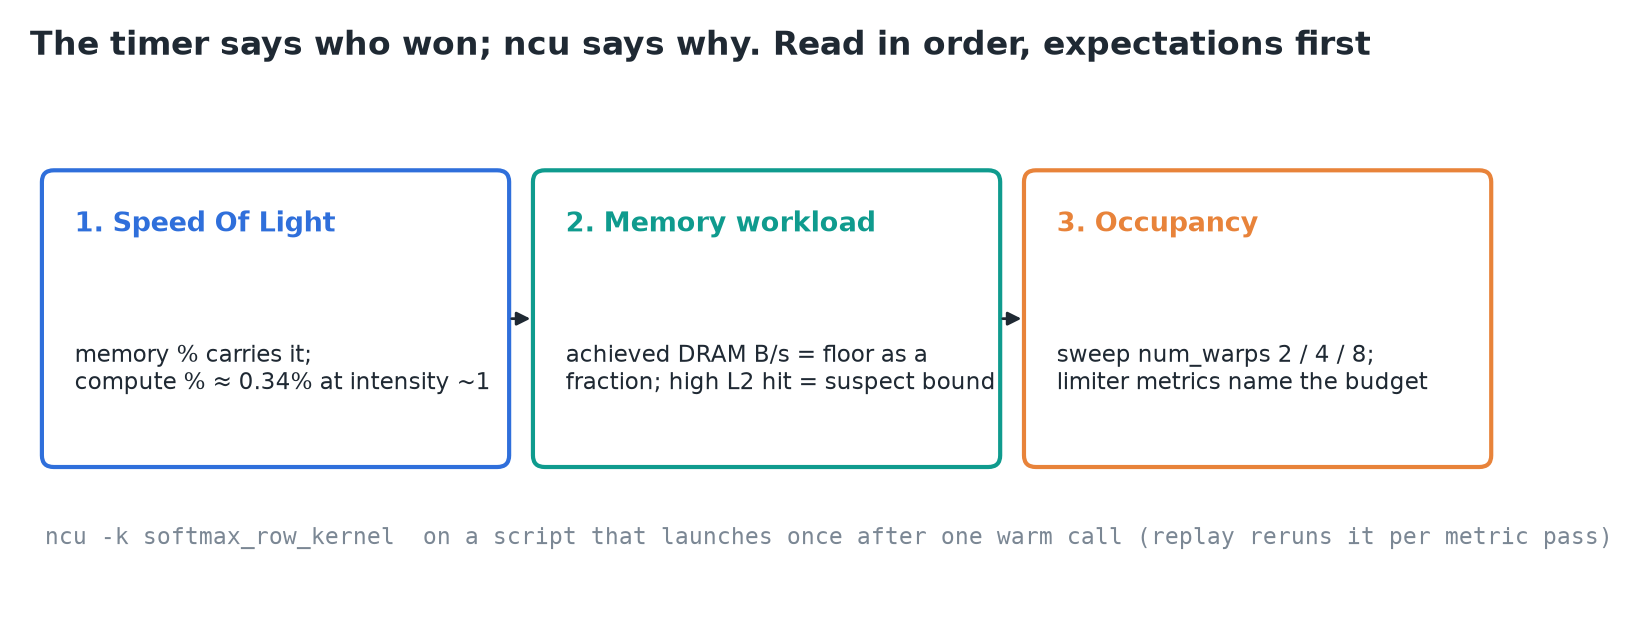 The timer says who won; ncu says why. Read in order, expectations first
1. Speed Of Light
memory % carries it;
compute % ≈ 0.34% at intensity ~1
2. Memory workload
achieved DRAM B/s = floor as a
fraction; high L2 hit = suspect bound
3. Occupancy
sweep num_warps 2 / 4 / 8;
limiter metrics name the budget
ncu -k softmax_row_kernel  on a script that launches once after one warm call (replay reruns it per metric pass)